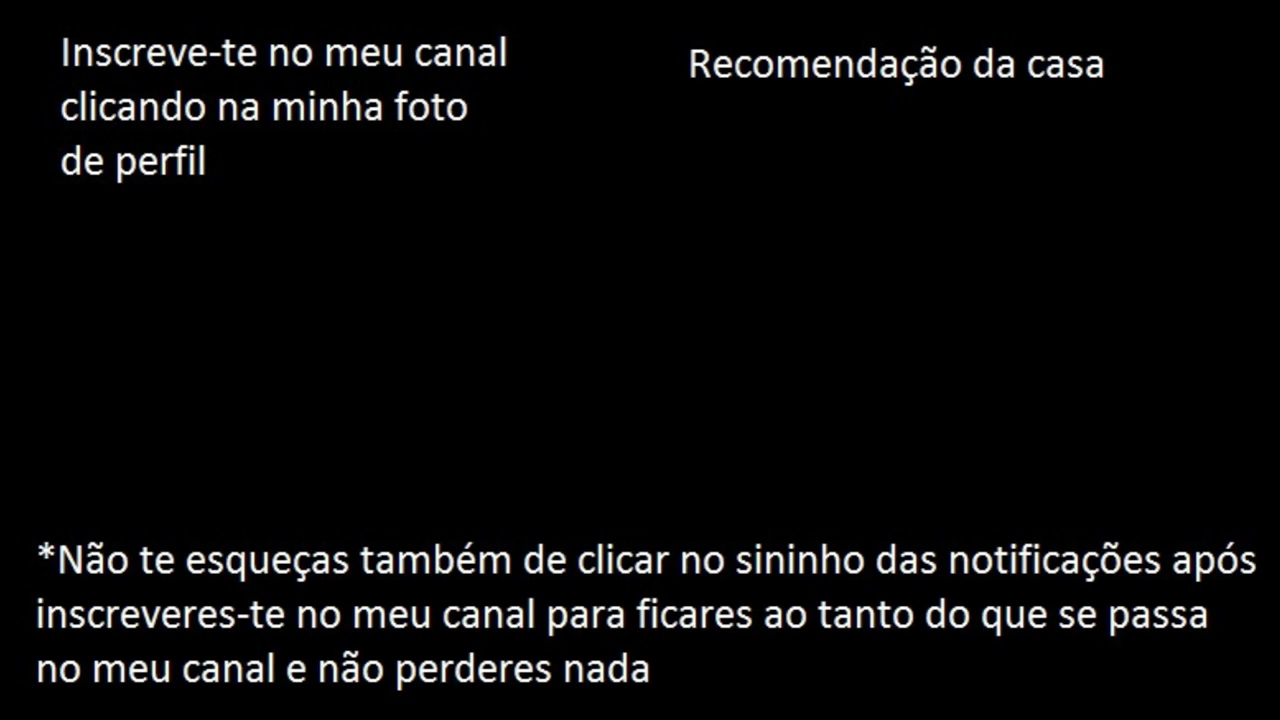 Inscreve-te no meu canal
clicando na minha foto
de perfil
Recomendação da casa
*Não te esqueças também de clicar no sininho das notificações após
inscreveres-te no meu canal para ficares ao tanto do que se passa
no meu canal e não perderes nada